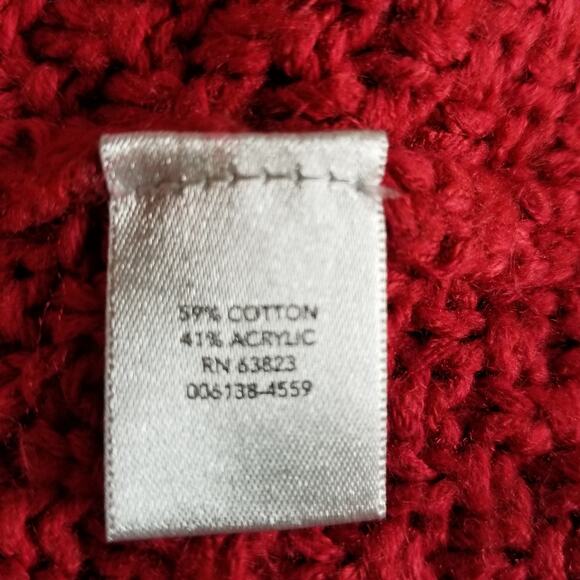 59% COTTON
41% ACRYLIC
RN 63823
006138-4559